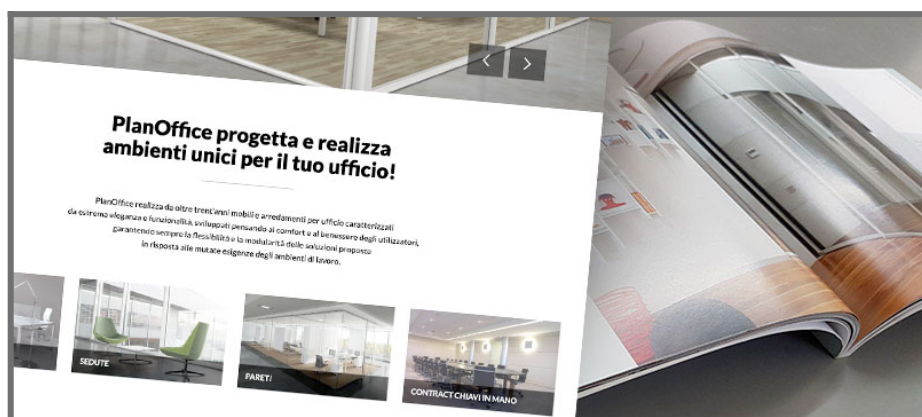 PlanOffice progetta e realizza
ambienti unici per il tuo ufficio!
PlanOffice realizza da oltre trent'anni mobili e arredamenti per ufficio caratterizzati
da estrema eleganza e funzionalità, sviluppati pensando al comfort e al benessere degli utilizzatori,
garantendo sempre la flessibilità e la modularità delle soluzioni proposte
in risposta alle mutate esigenze degli ambienti di lavoro.
SEDUTE
PARETI
CONTRACT CHIAVI IN MANO